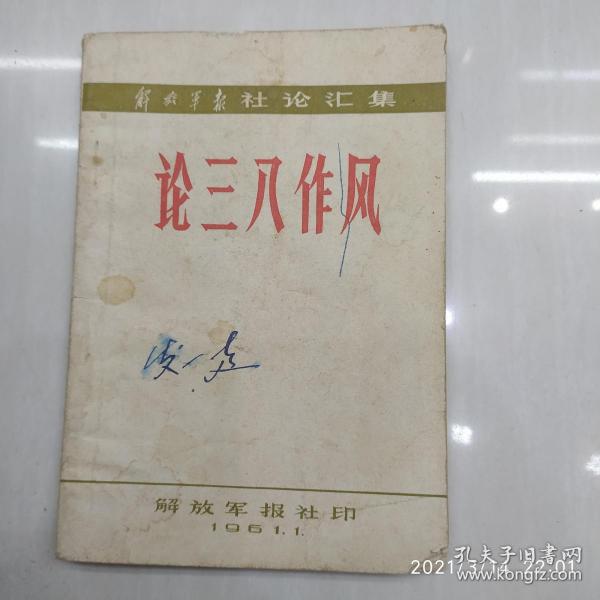 解放军报社论汇集
论三八作风
解放军报社印
1961.1.
2021/3/14 22:01
孔夫子旧书网
www.kongfz.com